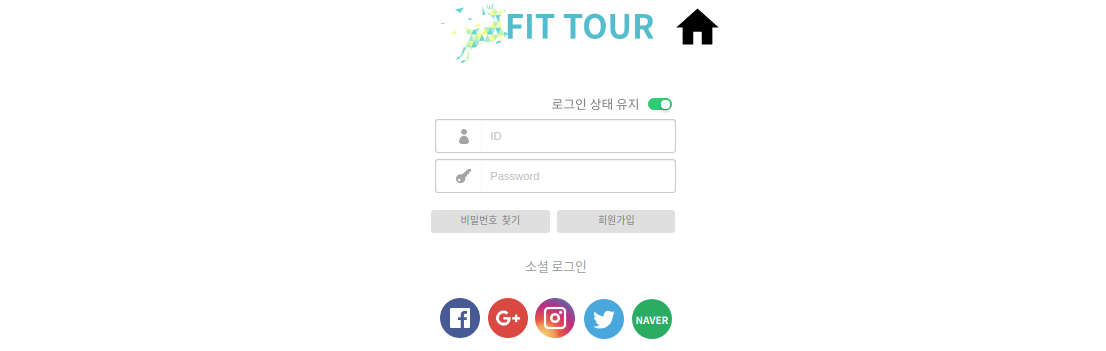 FIT TOUR
로그인 상태 유지
ID
Password
비밀번호 찾기
회원가입
소셜 로그인
G+
NAVER